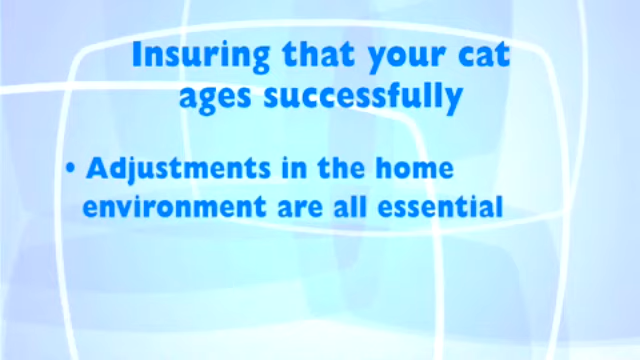 Insuring that your cat
ages successfully
• Adjustments in the home
environment are all essential